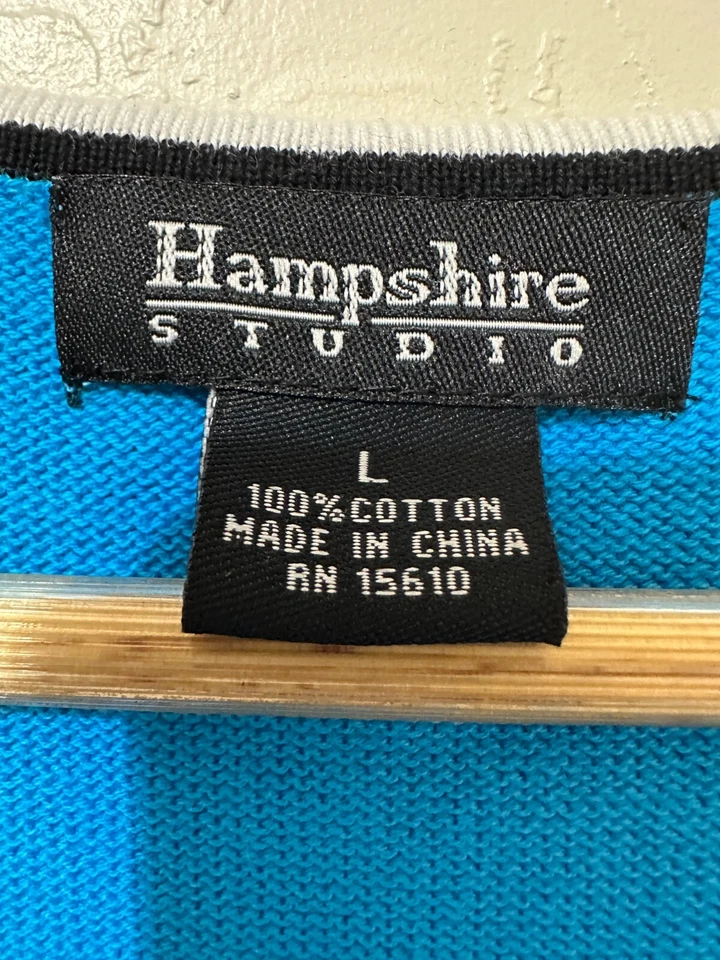 Hampshire
STUDIO
L
100% COTTON
MADE IN CHINA
RN 15610